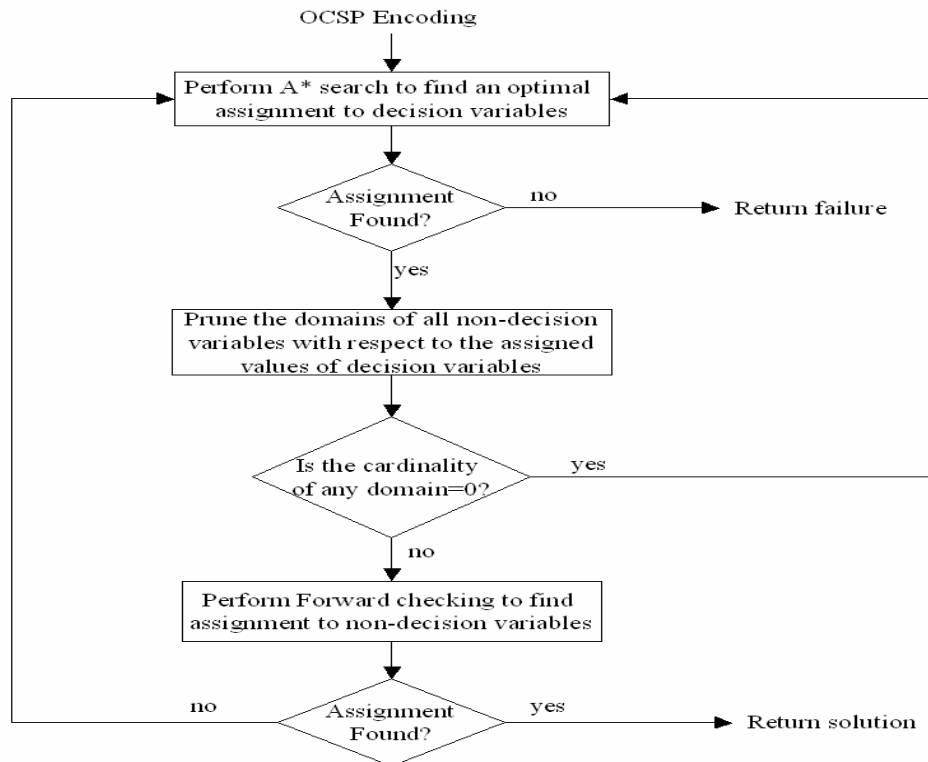 OCSP Encoding
Perform A* search to find an optimal
assignment to decision variables
Assignment
Found?
no
Return failure
yes
Prune the domains of all non-decision
variables with respect to the assigned
values of decision variables
Is the cardinality
of any domain=0?
yes
no
Perform Forward checking to find
assignment to non-decision variables
no
Assignment
Found?
yes
Return solution